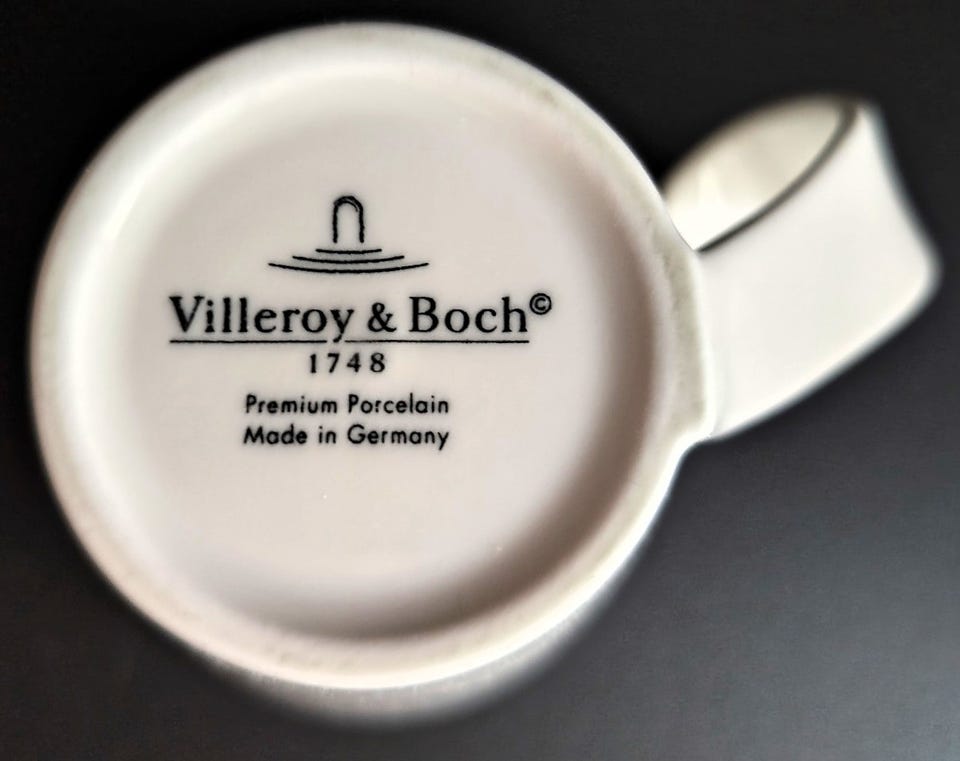 Villeroy & Boch©
1748
Premium Porcelain
Made in Germany